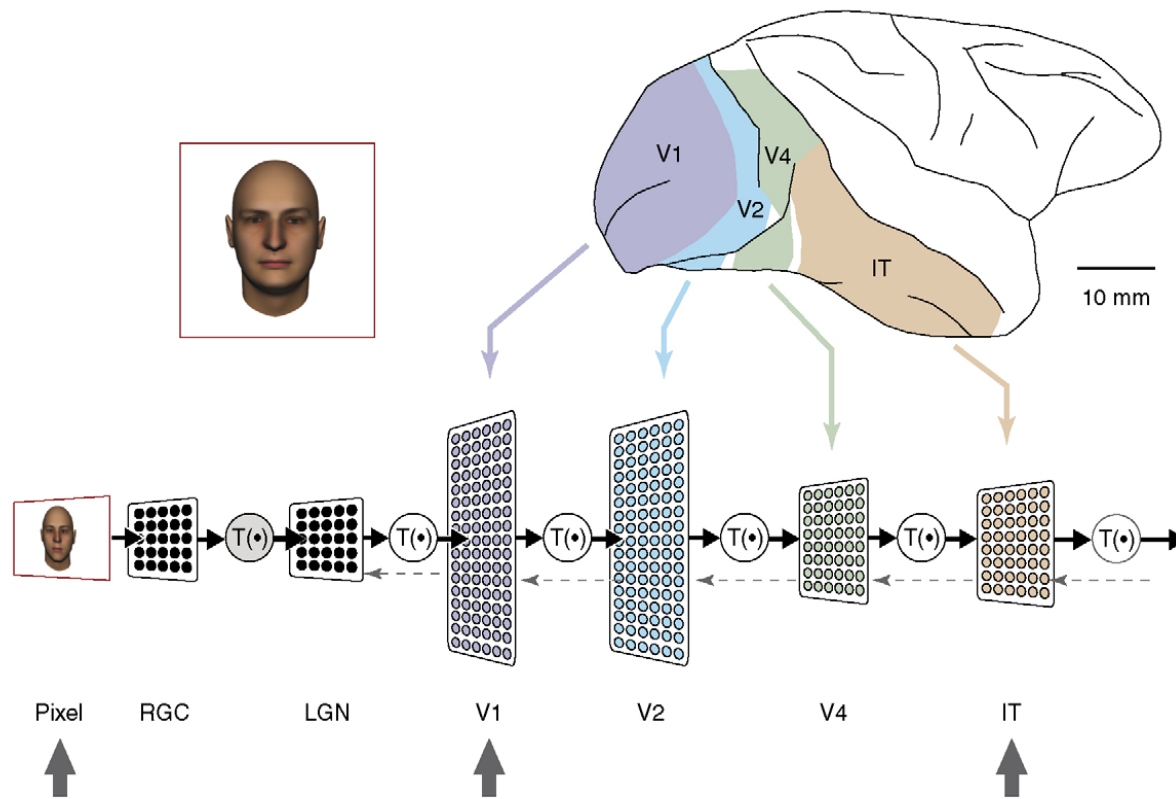 V1
V4
V2
IT
10 mm
T(•)
T(•)
T(•)
T(•)
T(•)
T(•)
Pixel
RGC
LGN
V1
V2
V4
IT